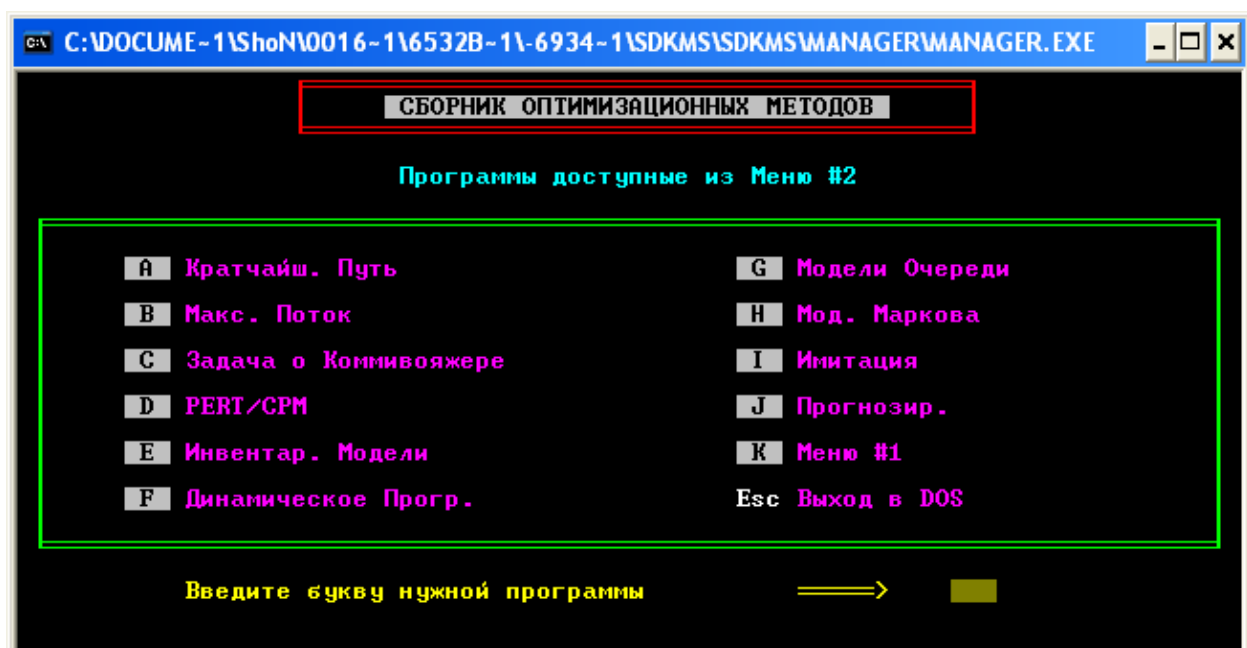 C:\DOCUME~1\ShoN\0016~1\6532B~1\-6934~1\SDKMS\SDKMS\MANAGER\MANAGER.EXE
СБОРНИК ОПТИМИЗАЦИОННЫХ МЕТОДОВ
Программы доступные из Меню #2
A Кратчайш. Путь G Модели Очереди
B Макс. Поток H Мод. Маркова
C Задача о Коммивояжере I Имитация
D PERT/CPM J Прогнозир.
E Инвентар. Модели K Меню #1
F Динамическое Прогр. Esc Выход в DOS
Введите букву нужной программы ====>